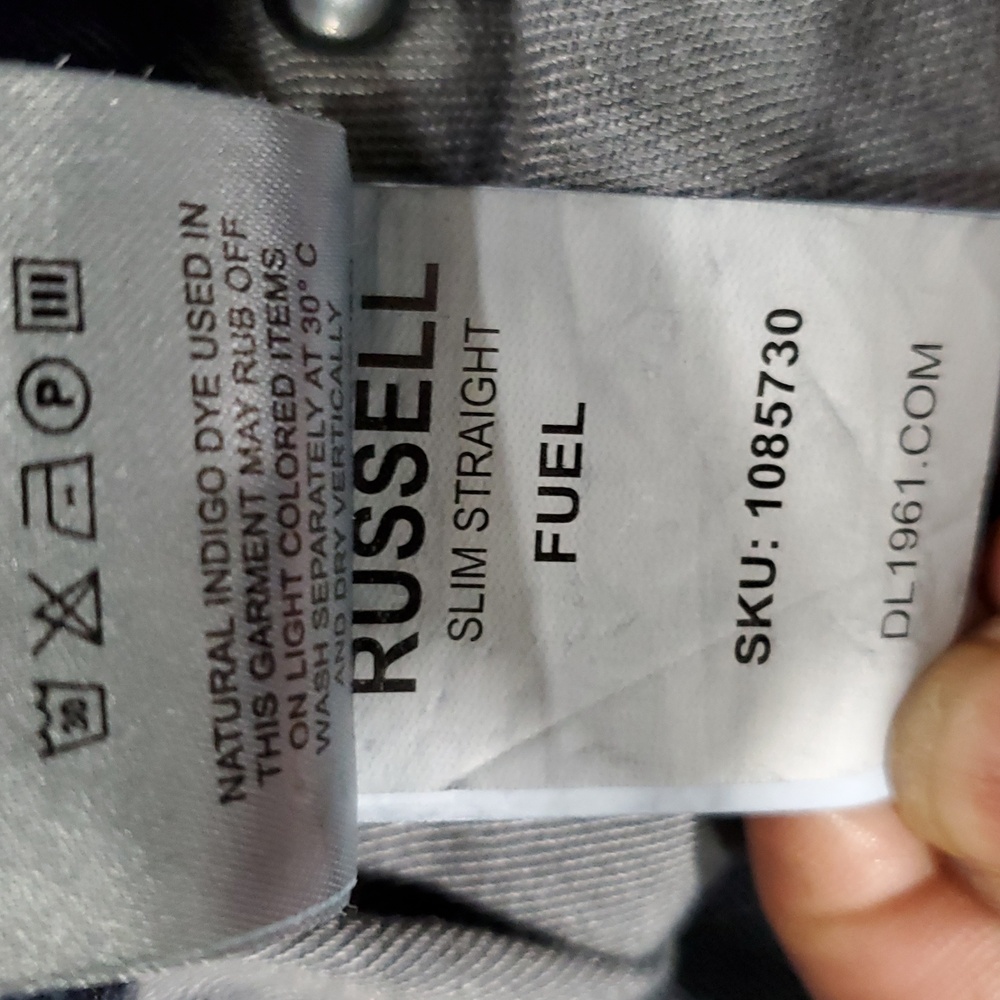 30
P
NATURAL INDIGO DYE USED IN
THIS GARMENT MAY RUB OFF
ON LIGHT COLORED ITEMS
WASH SEPARATELY AT 30° C
AND DRY VERTICALLY
RUSSELL
SLIM STRAIGHT
FUEL
SKU: 1085730
DL1961.COM